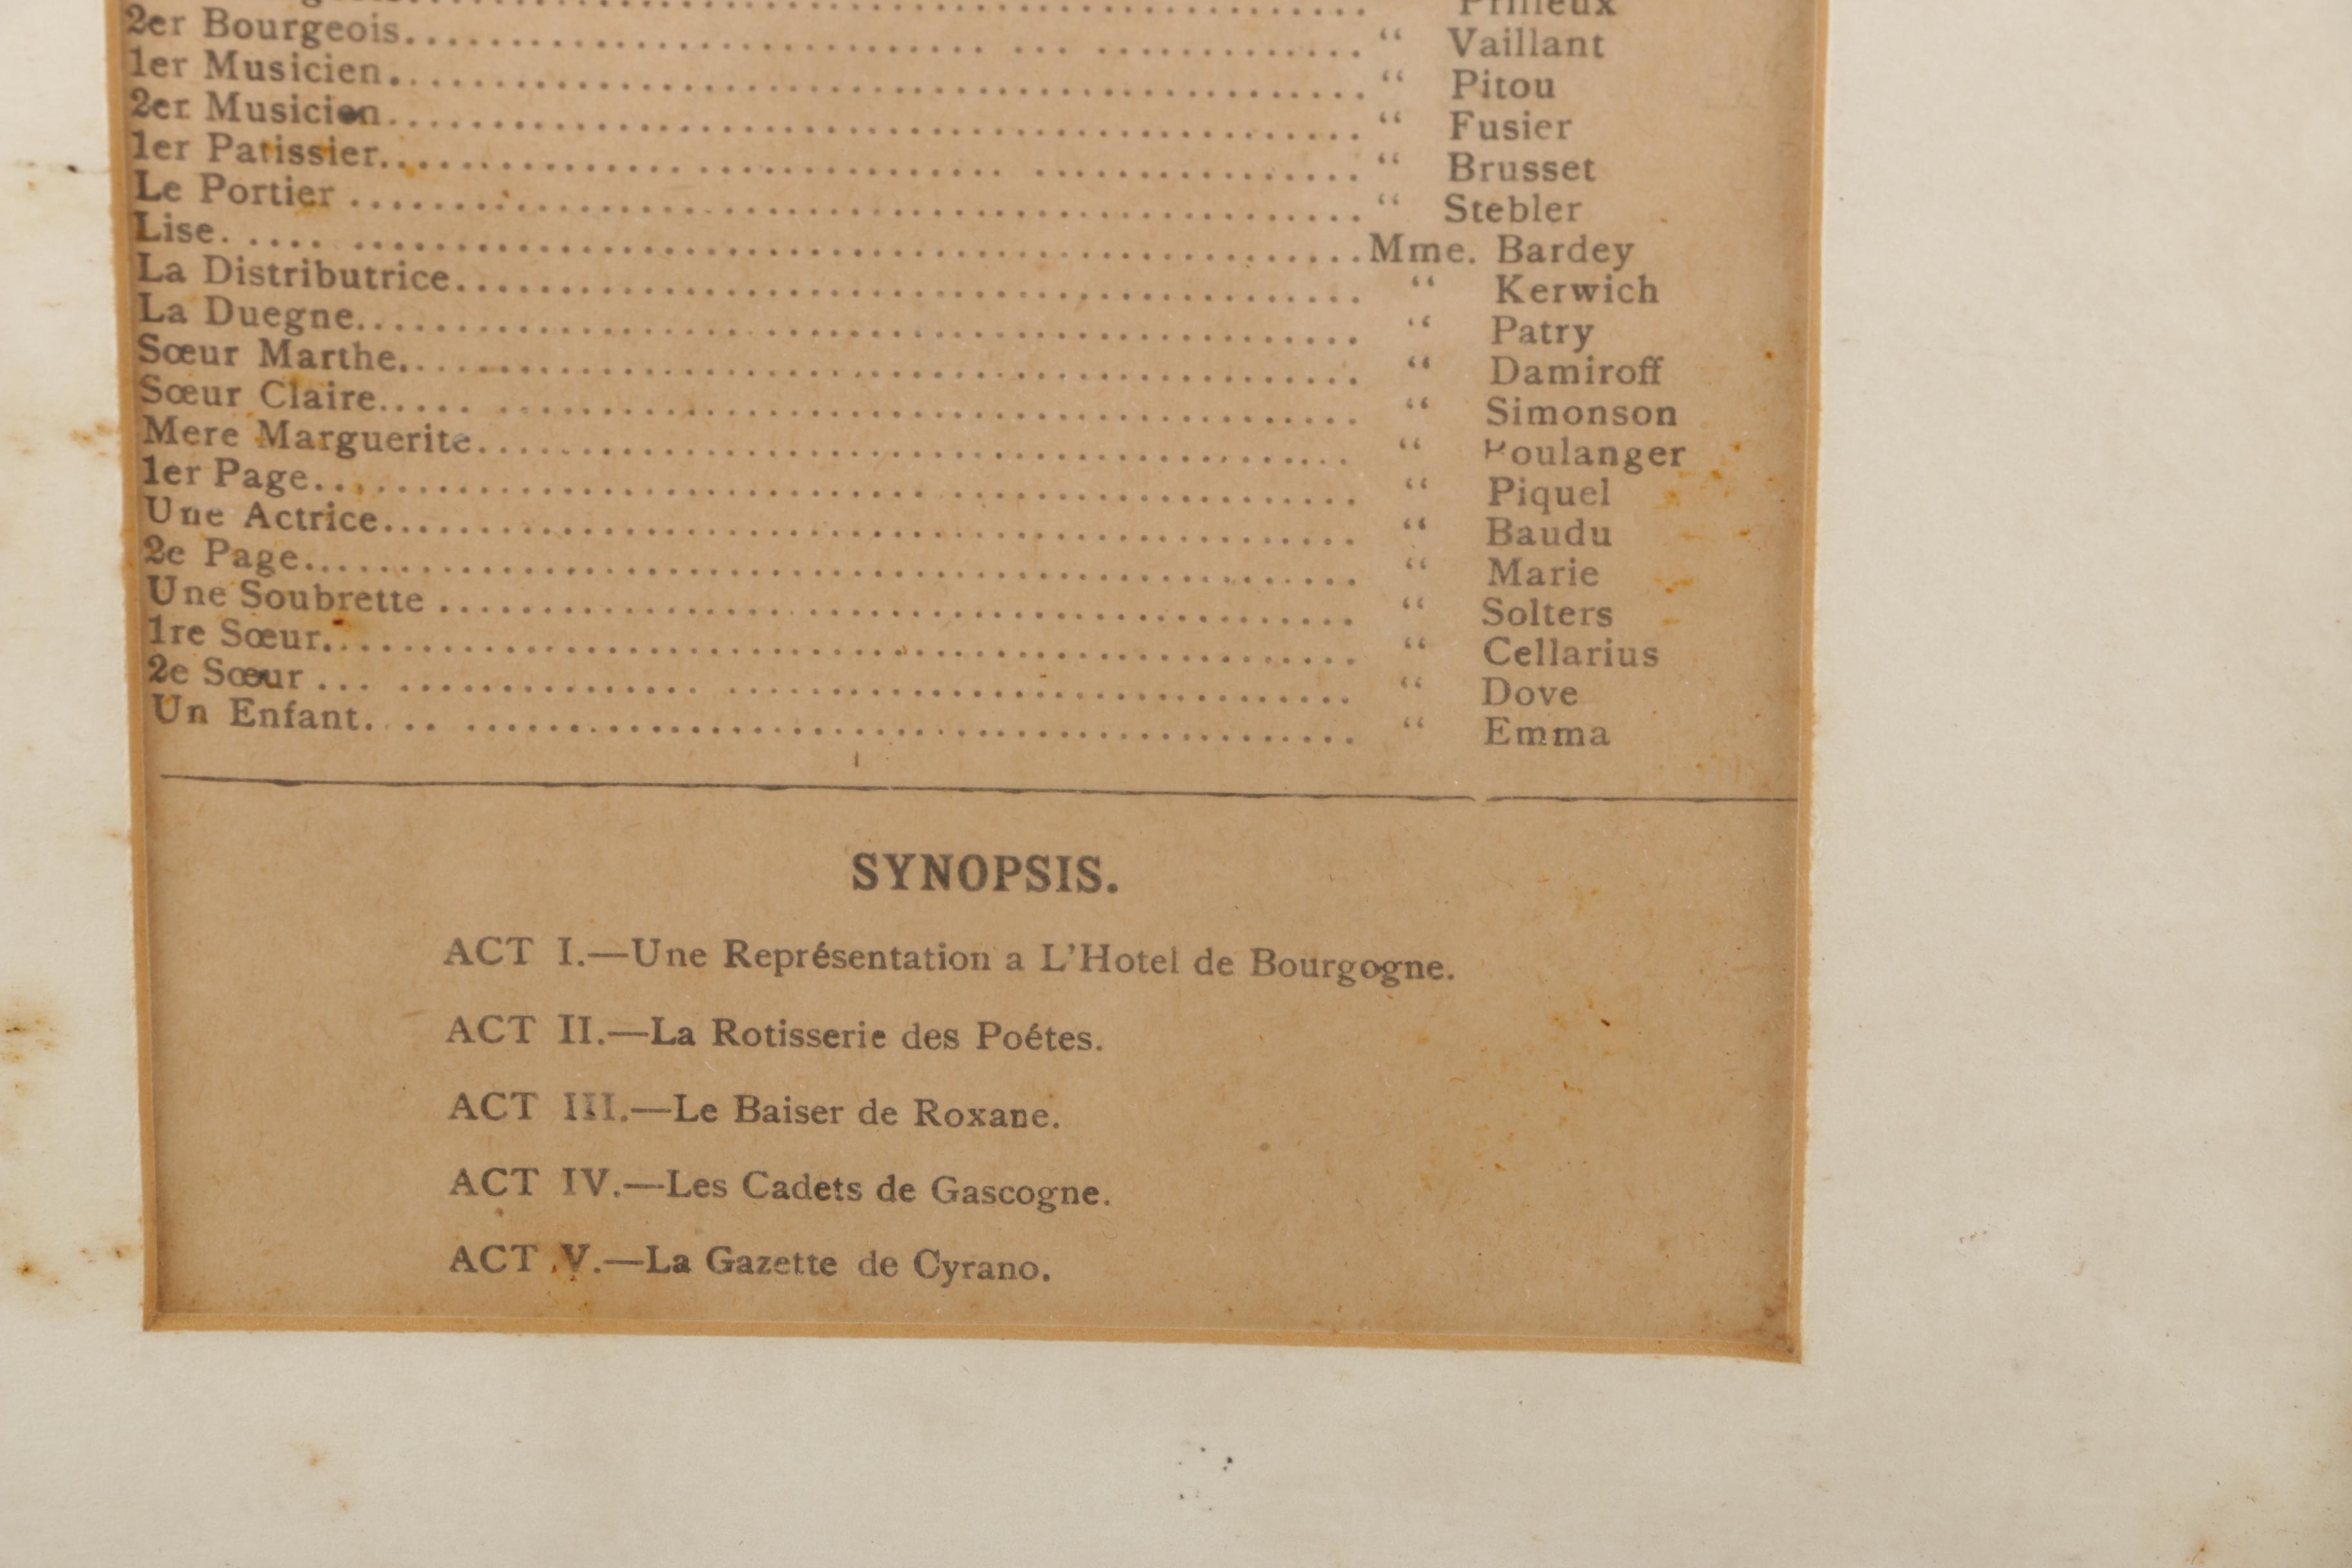 2er Bourgeois.......................... ... ............." Vaillant
1er Musicien................................................" Pitou
2er Musicien................................................" Fusier
1er Patissier.............. ............... ................" Brusset
Le Portier ................................................." Stebler
Lise. .... .................................................Mme. Bardey
La Distributrice............................................ " Kerwich
La Duegne................................................. " Patry
Sœur Marthe............................................... " Damiroff
Sœur Claire..... .......................................... " Simonson
Mere Marguerite........................................... " Boulanger
1er Page................................................... " Piquel
Une Actrice................................................ " Baudu
2e Page.................................................... " Marie
Une Soubrette ............................................. " Solters
1re Sœur................................................... " Cellarius
2e Sœur ... ............... ............................... " Dove
Un Enfant. . .. ............................................ " Emma
SYNOPSIS.
ACT I.—Une Représentation a L'Hotel de Bourgogne.
ACT II.—La Rotisserie des Poétes.
ACT III.—Le Baiser de Roxane.
ACT IV.—Les Cadets de Gascogne.
ACT V.—La Gazette de Cyrano.